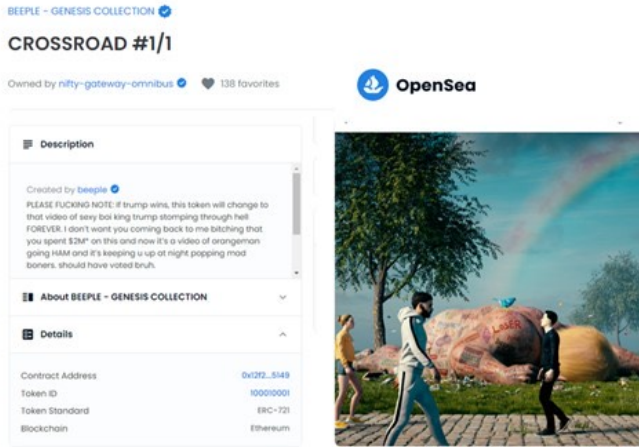 BEEPLE - GENESIS COLLECTION
CROSSROAD #1/1
Owned by nifty-gateway-omnibus 138 favorites
OpenSea
Description
Created by beeple
PLEASE FUCKING NOTE: if trump wins, this token will change to
that video of sexy boi king trump stomping through hell
FOREVER. I don't want you coming back to me bitching that
you spent $2M* on this and now it's a video of orangeman
going HAM and it's keeping u up at night popping mad
boners. should have voted bruh.
About BEEPLE - GENESIS COLLECTION
Details
Contract Address 0x12f2...5149
Token ID 100010001
Token Standard ERC-721
Blockchain Ethereum
LASER